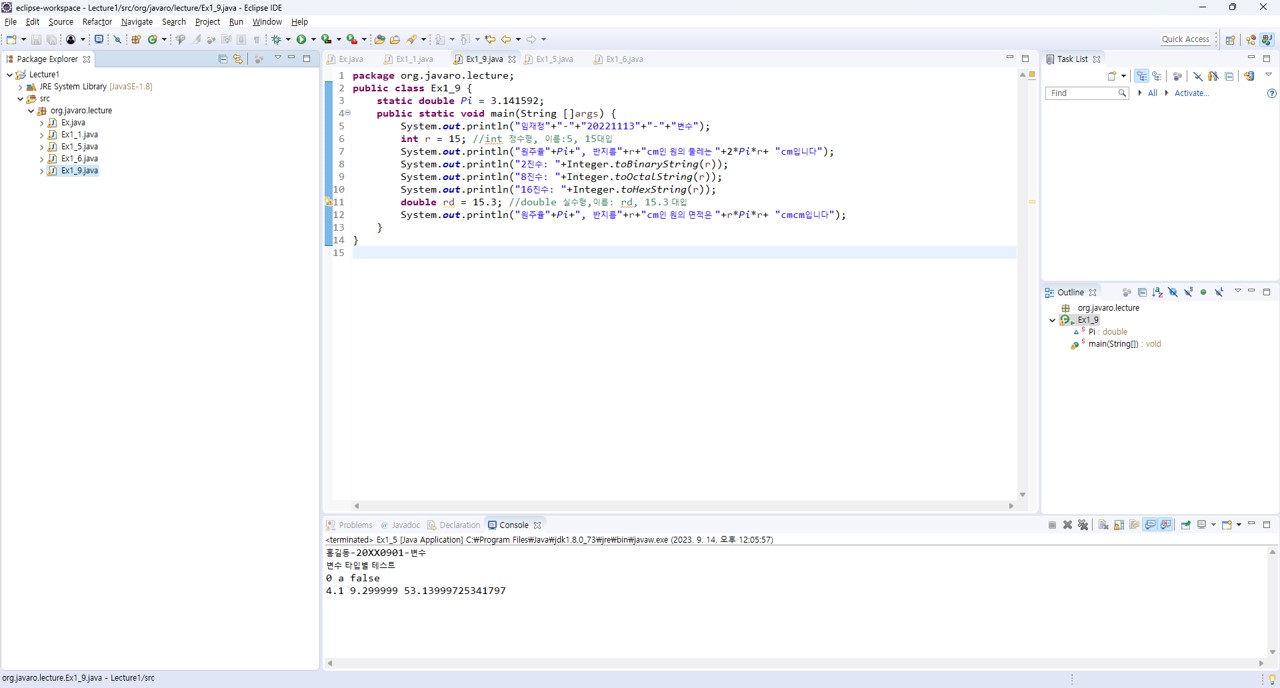 eclipse-workspace - Lecture1/src/org/javaro/lecture/Ex1_9.java - Eclipse IDE
File Edit Source Refactor Navigate Search Project Run Window Help
Quick Access
Package Explorer
Lecture1
JRE System Library [JavaSE-1.8]
src
org.javaro.lecture
Ex.java
Ex1_1.java
Ex1_5.java
Ex1_6.java
Ex1_9.java
Ex.java Ex1_1.java Ex1_9.java Ex1_5.java Ex1_6.java
1 package org.javaro.lecture;
2 public class Ex1_9 {
3 static double Pi = 3.141592;
4 public static void main(String []args) {
5 System.out.println("임재정"+"-"+"20221113"+"-"+"변수");
6 int r = 15; //int 정수형, 이름:5, 15대입
7 System.out.println("원주율"+Pi+", 반지름"+r+"cm인 원의 둘레는 "+2*Pi*r+ "cm입니다");
8 System.out.println("2진수: "+Integer.toBinaryString(r));
9 System.out.println("8진수: "+Integer.toOctalString(r));
10 System.out.println("16진수: "+Integer.toHexString(r));
11 double rd = 15.3; //double 실수형,이름: rd, 15.3 대입
12 System.out.println("원주율"+Pi+", 반지름"+r+"cm인 원의 면적은 "+r*Pi*r+ "cmcm입니다");
13 }
14 }
15
Task List
Find All Activate...
Outline
org.javaro.lecture
Ex1_9
Pi : double
main(String[]) : void
Problems Javadoc Declaration Console
<terminated> Ex1_5 [Java Application] C:₩Program Files₩Java₩jdk1.8.0_73₩jre₩bin₩javaw.exe (2023. 9. 14. 오후 12:05:57)
홍길동-20XX0901-변수
변수 타입별 테스트
0 a false
4.1 9.299999 53.13999725341797
org.javaro.lecture.Ex1_9.java - Lecture1/src